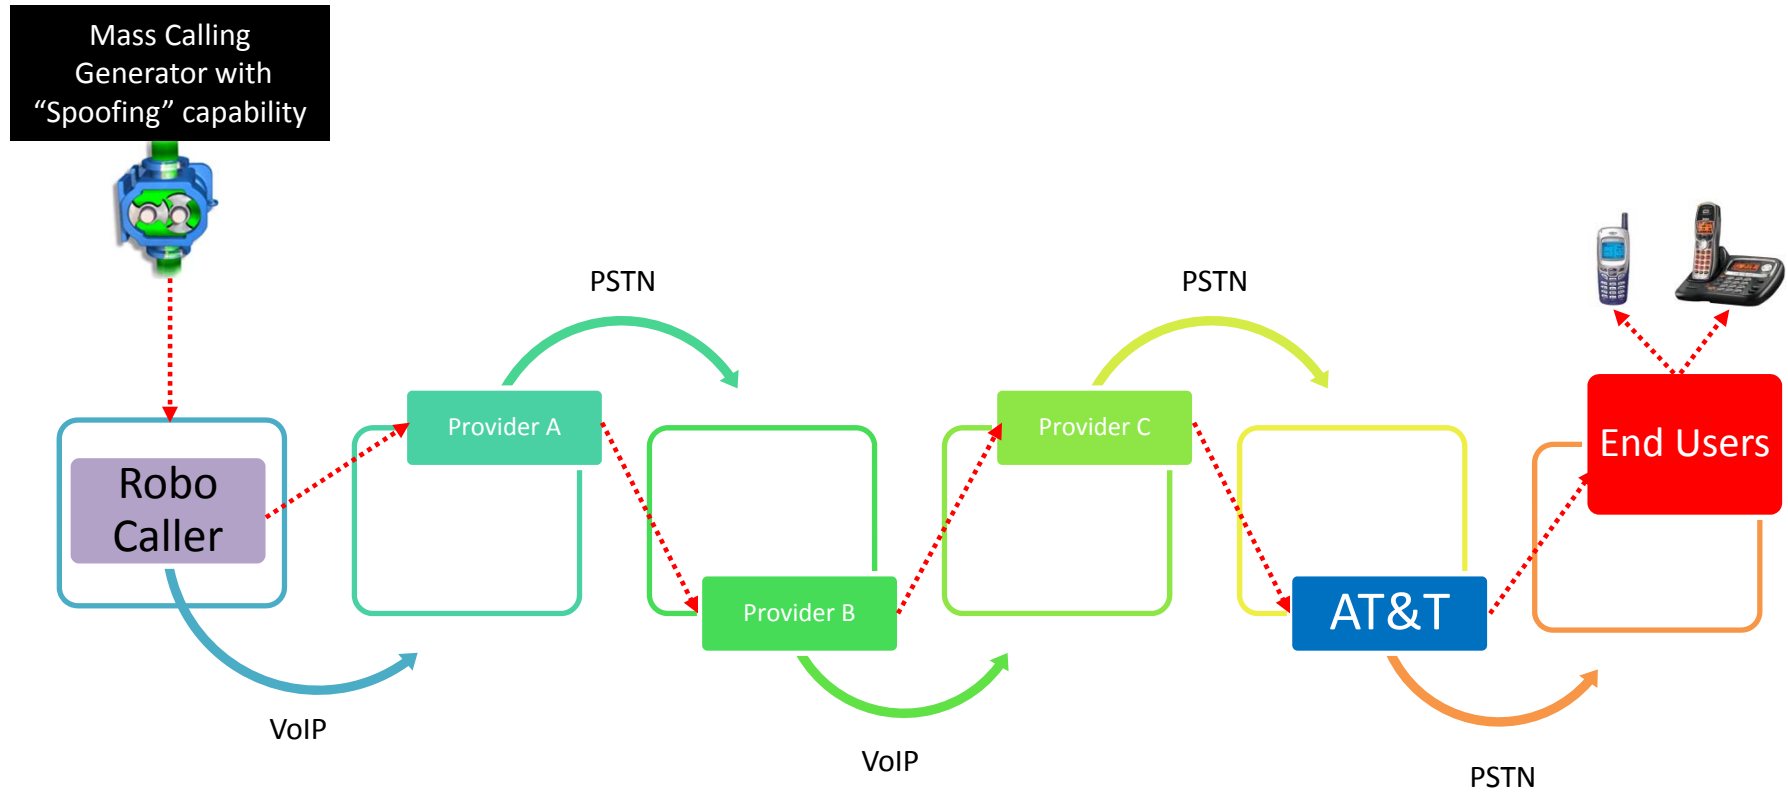 Mass Calling
Generator with
“Spoofing” capability
PSTN
PSTN
Provider A
Provider C
End Users
Robo
Caller
Provider B
AT&T
VoIP
VoIP
PSTN